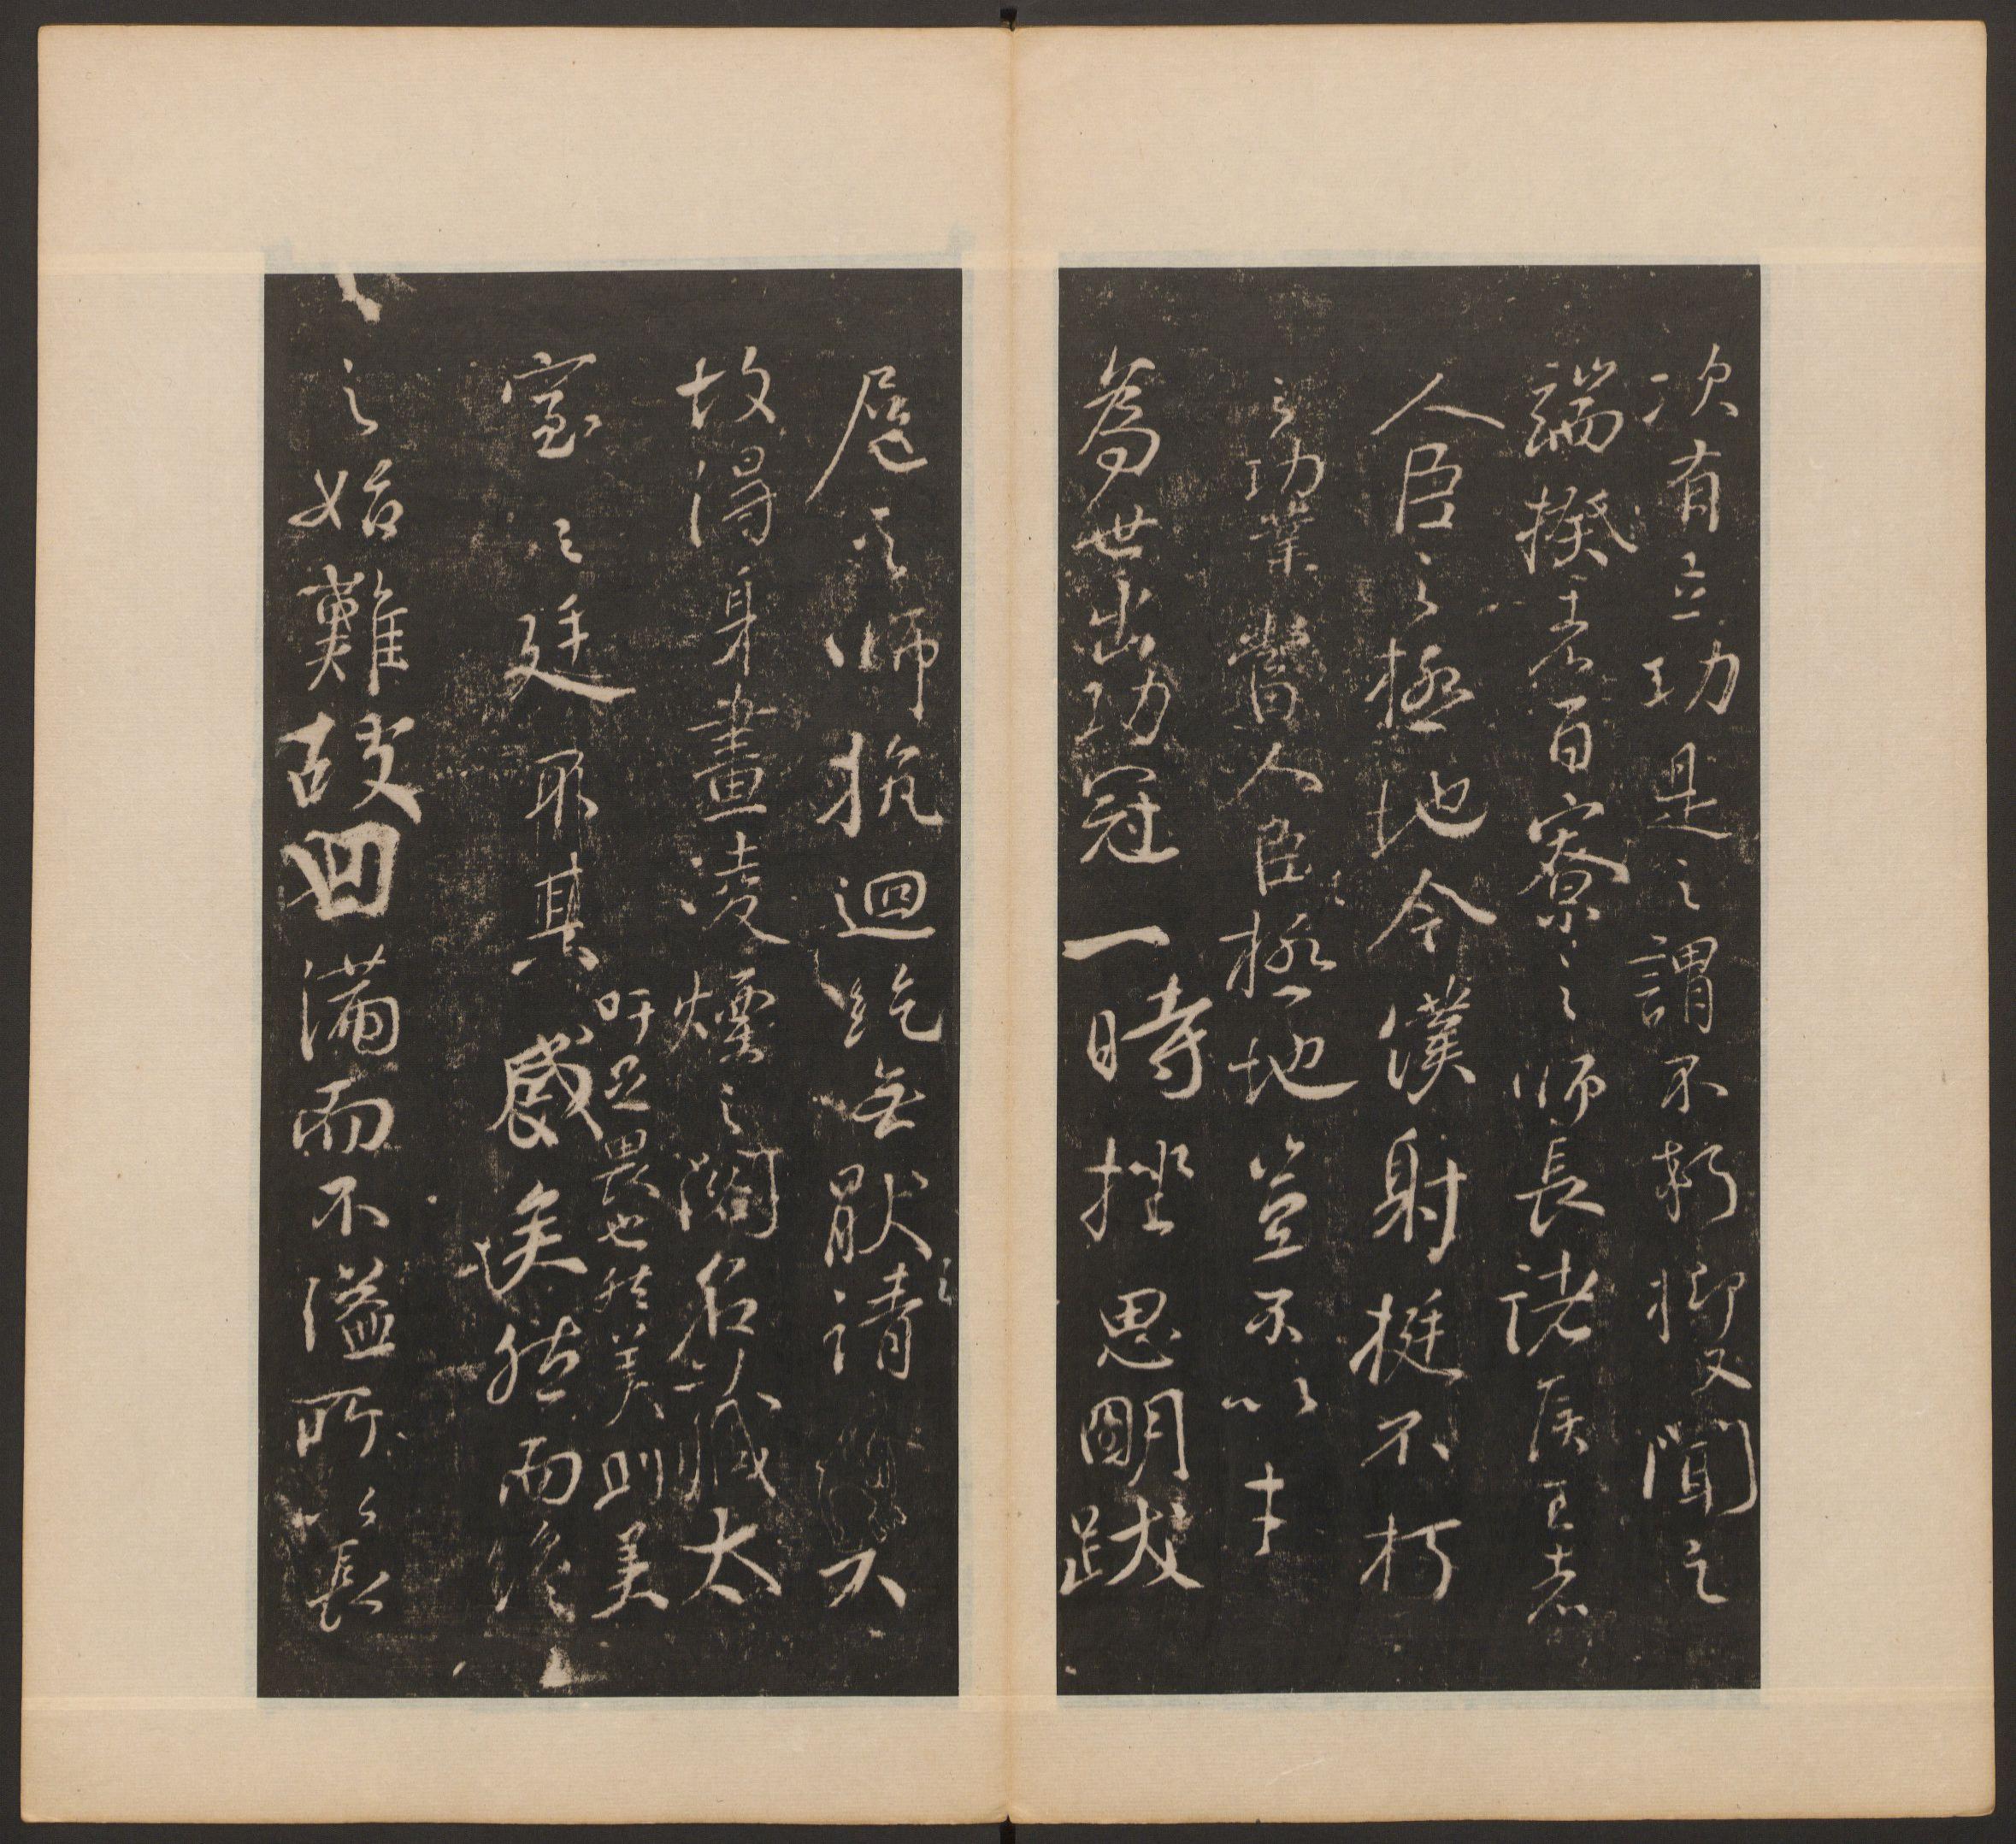 次有立功是之謂不朽抑又聞之
端揆者百寮之師長諸侯王者
人臣之極地今僕射挺不朽
之功業當人臣極地豈不以才
為世出功冠一時挫思明跋
扈之師抗迴紇無猒之請
故得身畫凌煙之閣名藏太
吁足畏也然美則美
室之廷矣然而終
之始難故曰滿而不溢所以長